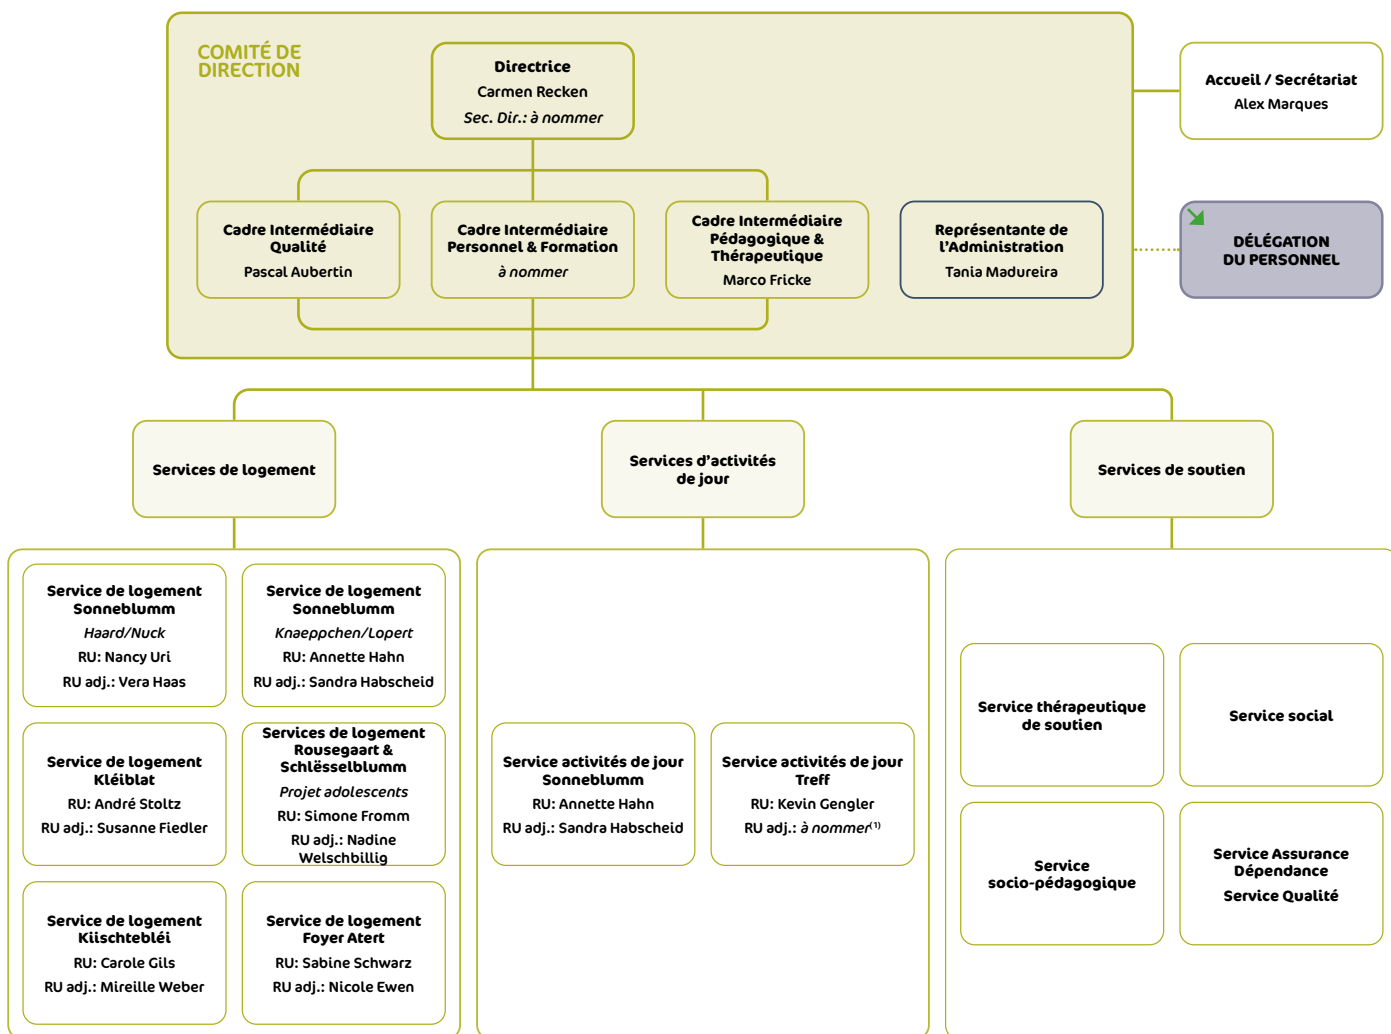 COMITÉ DE
DIRECTION
Directrice
Carmen Recken
Sec. Dir.: à nommer
Accueil / Secrétariat
Alex Marques
Cadre Intermédiaire
Qualité
Pascal Aubertin
Cadre Intermédiaire
Personnel & Formation
à nommer
Cadre Intermédiaire
Pédagogique &
Thérapeutique
Marco Fricke
Représentante de
l'Administration
Tania Madureira
DÉLÉGATION
DU PERSONNEL
Services de logement
Services d'activités
de jour
Services de soutien
Service de logement
Sonneblumm
Haard/Nuck
RU: Nancy Uri
RU adj.: Vera Haas
Service de logement
Sonneblumm
Knaeppchen/Lopert
RU: Annette Hahn
RU adj.: Sandra Habscheid
Service de logement
Kléiblat
RU: André Stoltz
RU adj.: Susanne Fiedler
Services de logement
Rousegaart &
Schlësselblumm
Projet adolescents
RU: Simone Fromm
RU adj.: Nadine
Welschbillig
Service de logement
Kiischtebléi
RU: Carole Gils
RU adj.: Mireille Weber
Service de logement
Foyer Atert
RU: Sabine Schwarz
RU adj.: Nicole Ewen
Service activités de jour
Sonneblumm
RU: Annette Hahn
RU adj.: Sandra Habscheid
Service activités de jour
Treff
RU: Kevin Gengler
RU adj.: à nommer(1)
Service thérapeutique
de soutien
Service social
Service
socio-pédagogique
Service Assurance
Dépendance
Service Qualité